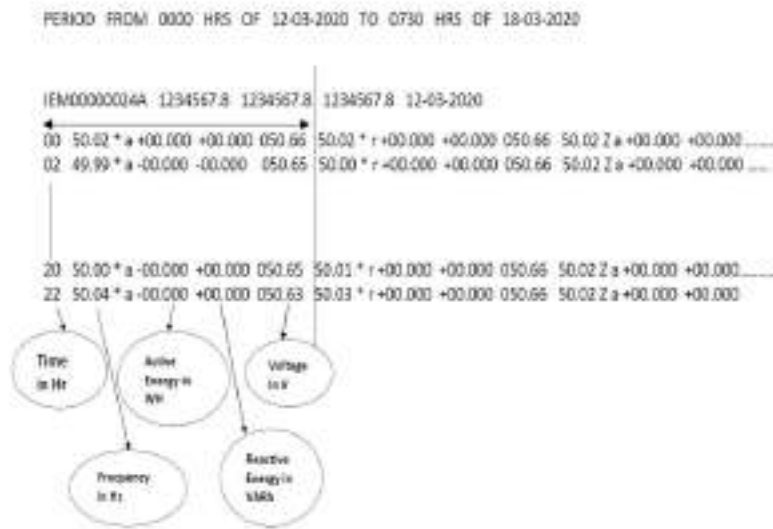 PERIOD FROM 0000 HRS OF 12-03-2020 TO 0730 HRS OF 18-03-2020
IEM00000024A 1234567.8 1234567.8 1234567.8 12-03-2020
00 50.02 * a +00.000 +00.000 050.66 50.02 * r +00.000 +00.000 050.66 50.02 Z a +00.000 +00.000........
02 49.99 * a -00.000 -00.000 050.65 50.00 * r +00.000 +00.000 050.66 50.02 Z a +00.000 +00.000 .....
20 50.00 * a -00.000 +00.000 050.65 50.01 * r +00.000 +00.000 050.66 50.02 Z a +00.000 +00.000........
22 50.04 * a -00.000 +00.000 050.63 50.03 * r +00.000 +00.000 050.66 50.02 Z a +00.000 +00.000
Time
in Hr
Active
Energy in
WH
Voltage
in V
Frequency
in Hz
Reactive
Energy in
VARh